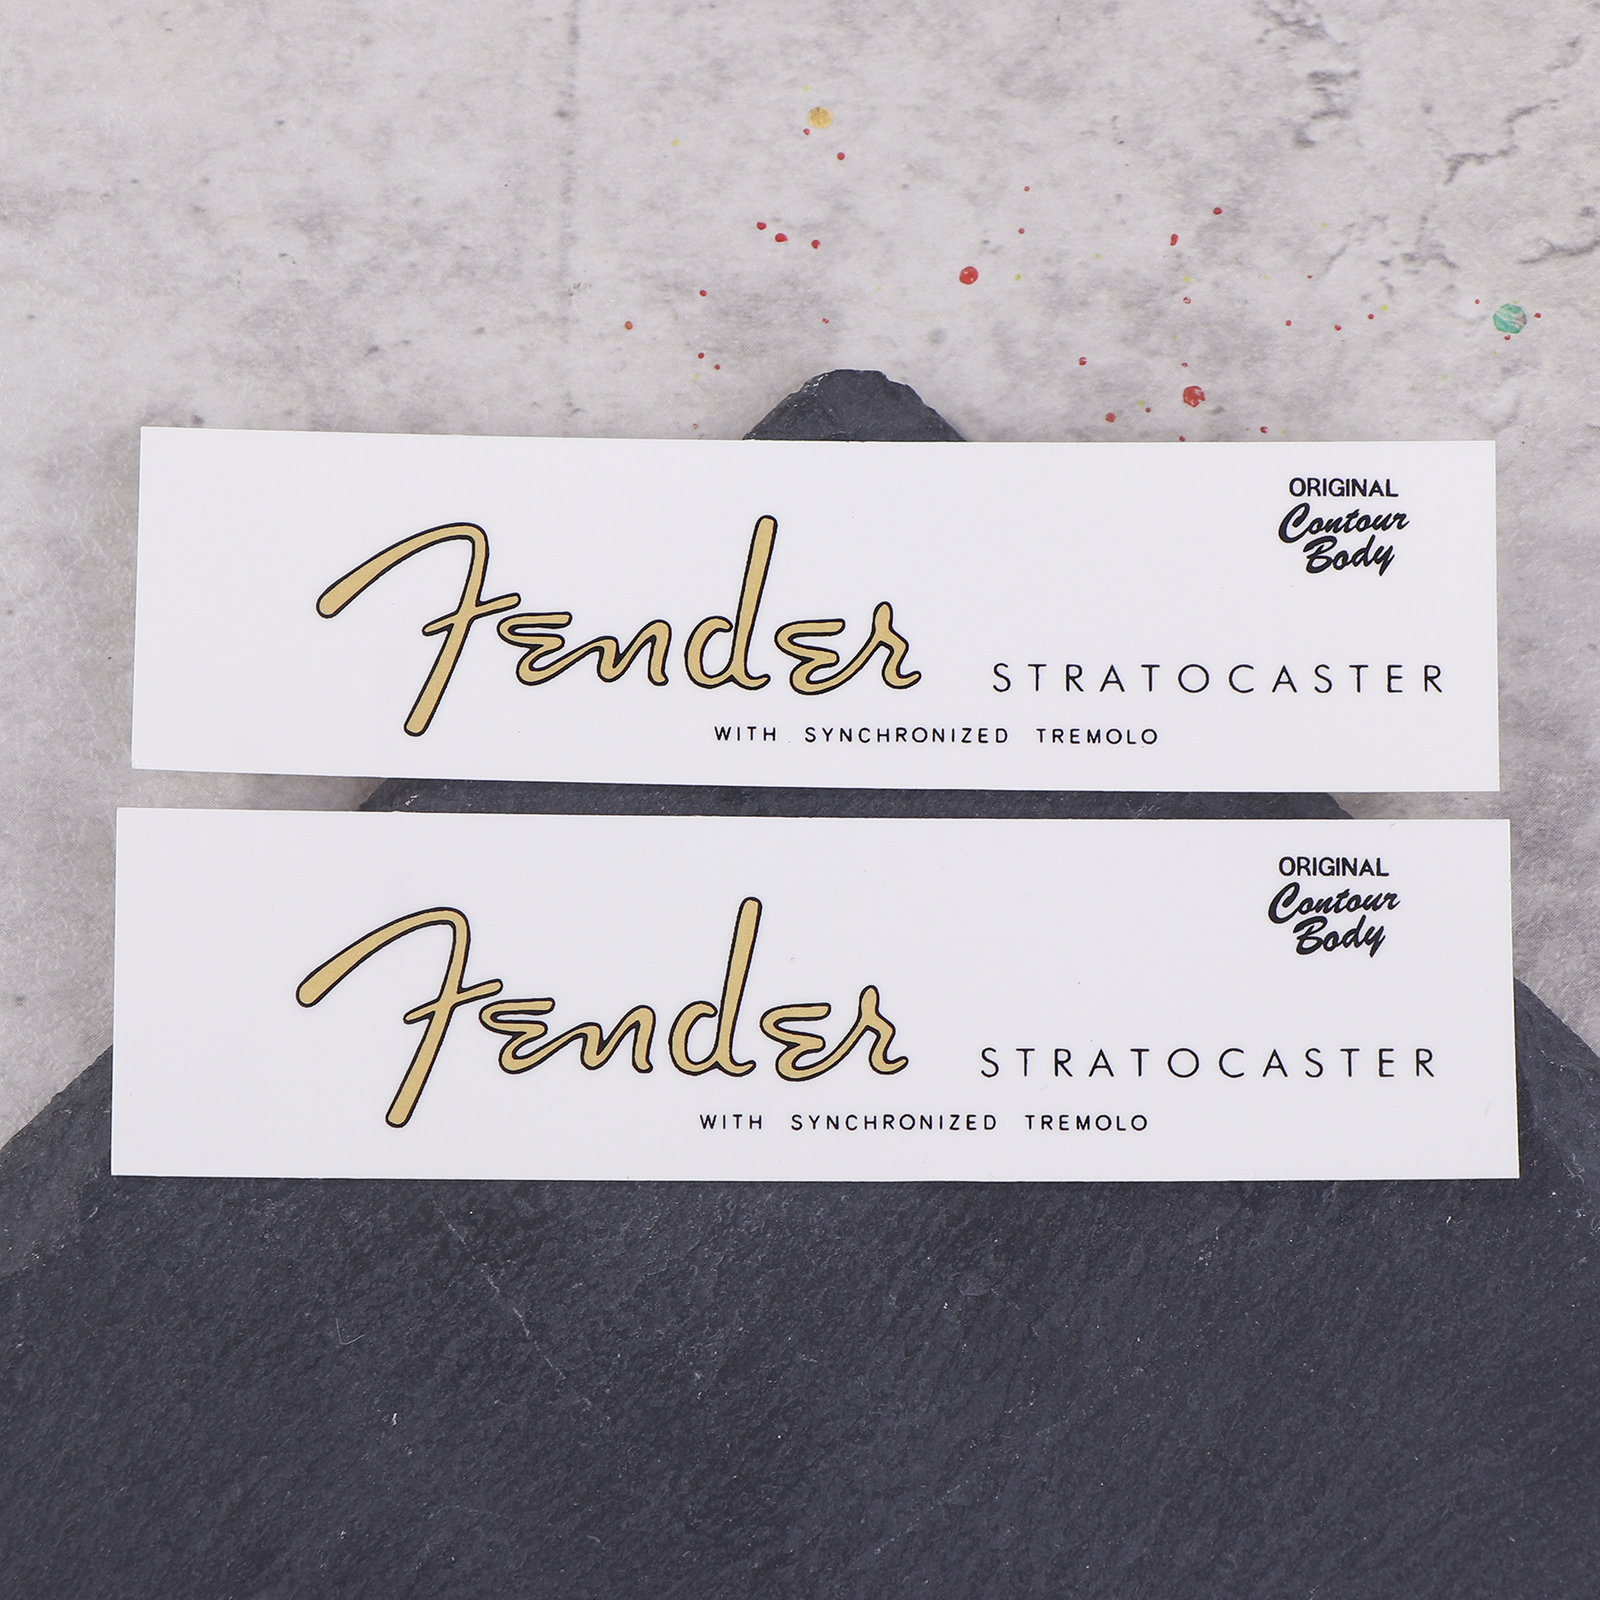 ORIGINAL
Contour
Body
Fender STRATOCASTER
WITH SYNCHRONIZED TREMOLO
ORIGINAL
Contour
Body
Fender STRATOCASTER
WITH SYNCHRONIZED TREMOLO